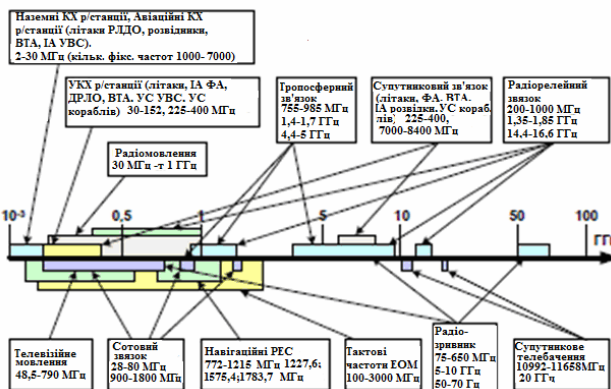 Наземні КХ р/станції, Авіаційні КХ
р/станції (літаки РЛДО, розвідники,
ВТА, ІА УВС).
2-30 МГц (кільк. фікс. частот 1000- 7000)
УКХ р/станції (літаки, ІА ФА,
ДРЛО, ВТА. УС УВС. УС
кораблів) 30-152, 225-400 МГц
Радіомовлення
30 МГц -т 1 ГГц
Тропосферний
зв'язок
755-985 МГц
1,4-1,7 ГГц
4,4-5 ГГц
Супутниковий зв'язок
(літаки, ФА. ВТА.
ІА розвідки. УС кораб
лів) 225-400,
7000-8400 МГц
Радіорелейний
звязок
200-1000 МГц
1,35-1,85 ГГц
14,4-16,6 ГГц
10⁻³ 0,5 1 5 10 50 100
ГГц
Телевізійне
мовлення
48,5-790 МГц
Сотовий
звязок
28-80 МГц
900-1800 МГц
Навігаційні РЕС
772-1215 МГц 1227,6;
1575,4;1783,7 МГц
Тактові
частоти ЕОМ
100-3000 МГц
Радіо-
зривник
75-650 МГц
5-10 ГГц
50-70 Гц
Супутникове
телебачення
10992-11658МГц
20 ГГц